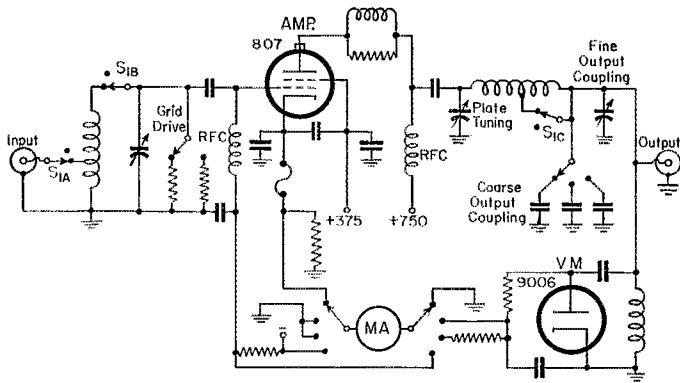 AMP.
807
S1B
Grid
Drive
RFC
Input
S1A
Fine
Output
Coupling
Plate
Tuning
S1C
Output
RFC
Coarse
Output
Coupling
+375
+750
VM
9006
MA